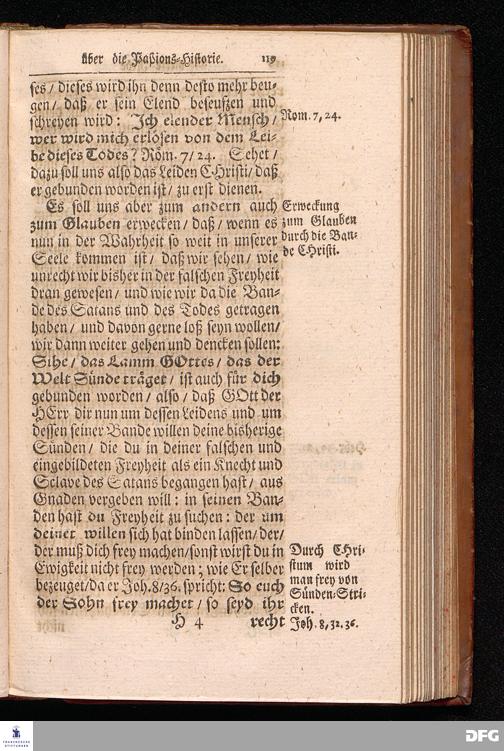 über die Paßions-Historie. 119
ses / dieses wird ihn denn desto mehr beu-
gen / daß er sein Elend beseufzen und
schreyen wird: Ich elender Mensch /
wer wird mich erlösen von dem Lei-
be dieses Todes? Röm. 7/24. Sehet /
dazu soll uns also das Leiden CHristi / daß
er gebunden worden ist / zu erst dienen.
Röm. 7, 24.
Es soll uns aber zum andern auch
zum Glauben erwecken / daß / wenn es
nun in der Wahrheit so weit in unserer
Seele kommen ist / daß wir sehen / wie
unrecht wir bisher in der falschen Freyheit
dran gewesen / und wie wir da die Ban-
de des Satans und des Todes getragen
haben / und davon gerne loß seyn wollen /
wir dann weiter gehen und dencken sollen:
Sihe / das Lamm GOttes / das der
Welt Sünde träget / ist auch für dich
gebunden worden / also / daß GOtt der
HErr dir nun um dessen Leidens und um
dessen seiner Bande willen deine bisherige
Sünden / die du in deiner falschen und
eingebildeten Freyheit als ein Knecht und
Sclave des Satans begangen hast / aus
Gnaden vergeben will: in seinen Ban-
den hast du Freyheit zu suchen: der um
deinet willen sich hat binden lassen / der /
der muß dich frey machen / sonst wirst du in
Ewigkeit nicht frey werden; wie Er selber
bezeuget / da er Joh. 8/36. spricht: So euch
der Sohn frey machet / so seyd ihr
Erweckung
zum Glauben
durch die Ban-
de CHristi.
Durch CHri-
stum wird
man frey von
Sünden-Stri-
cken.
Joh. 8, 32. 36.
H 4 recht
FRANCKESCHE
STIFTUNGEN
DFG